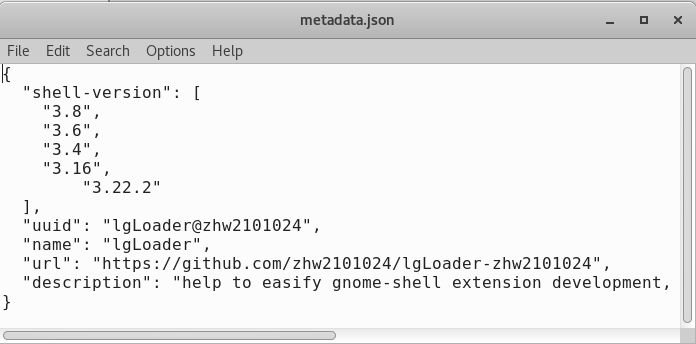 metadata.json
File Edit Search Options Help
{
  "shell-version": [
    "3.8",
    "3.6",
    "3.4",
    "3.16",
        "3.22.2"
  ],
  "uuid": "lgLoader@zhw2101024",
  "name": "lgLoader",
  "url": "https://github.com/zhw2101024/lgLoader-zhw2101024",
  "description": "help to easify gnome-shell extension development,
}